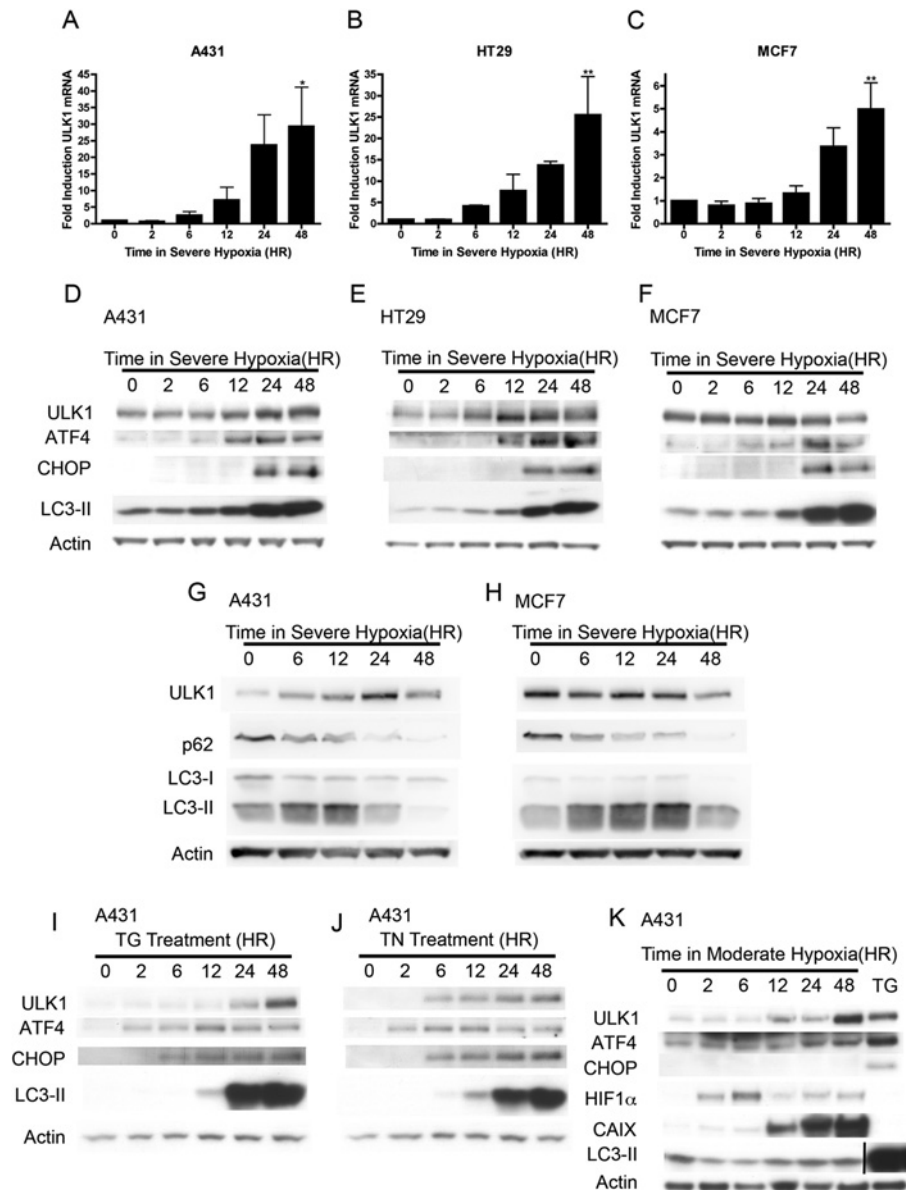 A
B
C
A431
HT29
MCF7
Fold Induction ULK1 mRNA
45
40
35
30
25
20
15
10
5
0
*
0 2 6 12 24 48
Time in Severe Hypoxia (HR)
Fold Induction ULK1 mRNA
35
30
25
20
15
10
5
0
**
0 2 6 12 24 48
Time in Severe Hypoxia (HR)
Fold Induction ULK1 mRNA
6
5
4
3
2
1
0
**
0 2 6 12 24 48
Time in Severe Hypoxia (HR)
D
A431
Time in Severe Hypoxia(HR)
0 2 6 12 24 48
ULK1
ATF4
CHOP
LC3-II
Actin
E
HT29
Time in Severe Hypoxia(HR)
0 2 6 12 24 48
F
MCF7
Time in Severe Hypoxia(HR)
0 2 6 12 24 48
G
A431
Time in Severe Hypoxia(HR)
0 6 12 24 48
ULK1
p62
LC3-I
LC3-II
Actin
H
MCF7
Time in Severe Hypoxia(HR)
0 6 12 24 48
I
A431
TG Treatment (HR)
0 2 6 12 24 48
ULK1
ATF4
CHOP
LC3-II
Actin
J
A431
TN Treatment (HR)
0 2 6 12 24 48
K
A431
Time in Moderate Hypoxia(HR)
0 2 6 12 24 48 TG
ULK1
ATF4
CHOP
HIF1α
CAIX
LC3-II
Actin